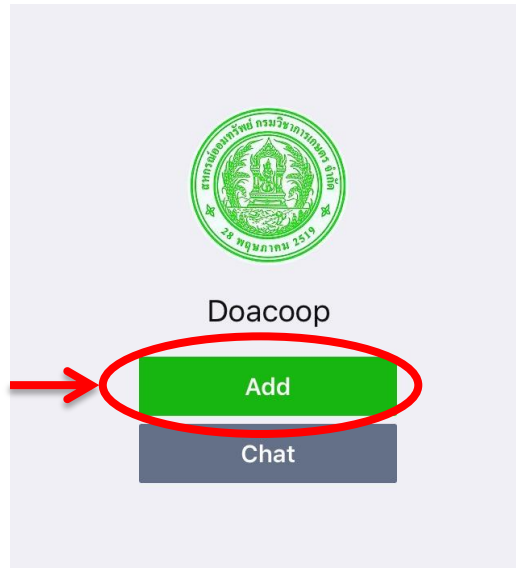 สหกรณ์ออมทรัพย์ กรมวิชาการเกษตร จำกัด
28 พฤษภาคม 2519
Doacoop
Add
Chat